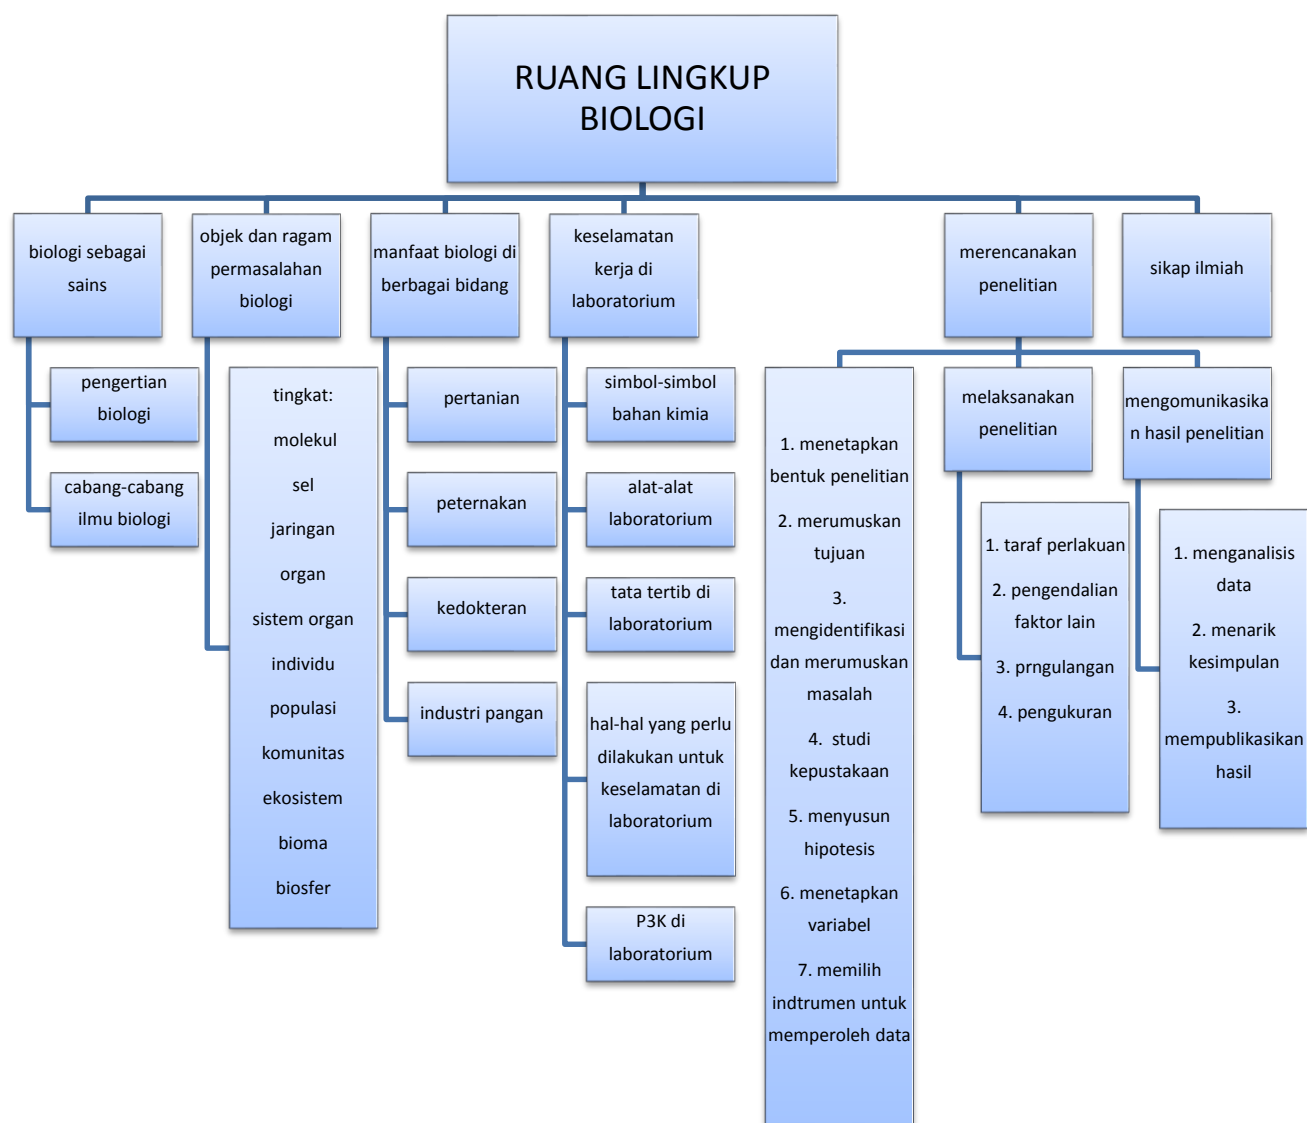 RUANG LINGKUP
BIOLOGI
biologi sebagai
sains
pengertian
biologi
cabang-cabang
ilmu biologi
objek dan ragam
permasalahan
biologi
tingkat:
molekul
sel
jaringan
organ
sistem organ
individu
populasi
komunitas
ekosistem
bioma
biosfer
manfaat biologi di
berbagai bidang
pertanian
peternakan
kedokteran
industri pangan
keselamatan
kerja di
laboratorium
simbol-simbol
bahan kimia
alat-alat
laboratorium
tata tertib di
laboratorium
hal-hal yang perlu
dilakukan untuk
keselamatan di
laboratorium
P3K di
laboratorium
merencanakan
penelitian
1. menetapkan
bentuk penelitian
2. merumuskan
tujuan
3.
mengidentifikasi
dan merumuskan
masalah
4. studi
kepustakaan
5. menyusun
hipotesis
6. menetapkan
variabel
7. memilih
indtrumen untuk
memperoleh data
melaksanakan
penelitian
1. taraf perlakuan
2. pengendalian
faktor lain
3. prngulangan
4. pengukuran
mengomunikasika
n hasil penelitian
1. menganalisis
data
2. menarik
kesimpulan
3.
mempublikasikan
hasil
sikap ilmiah